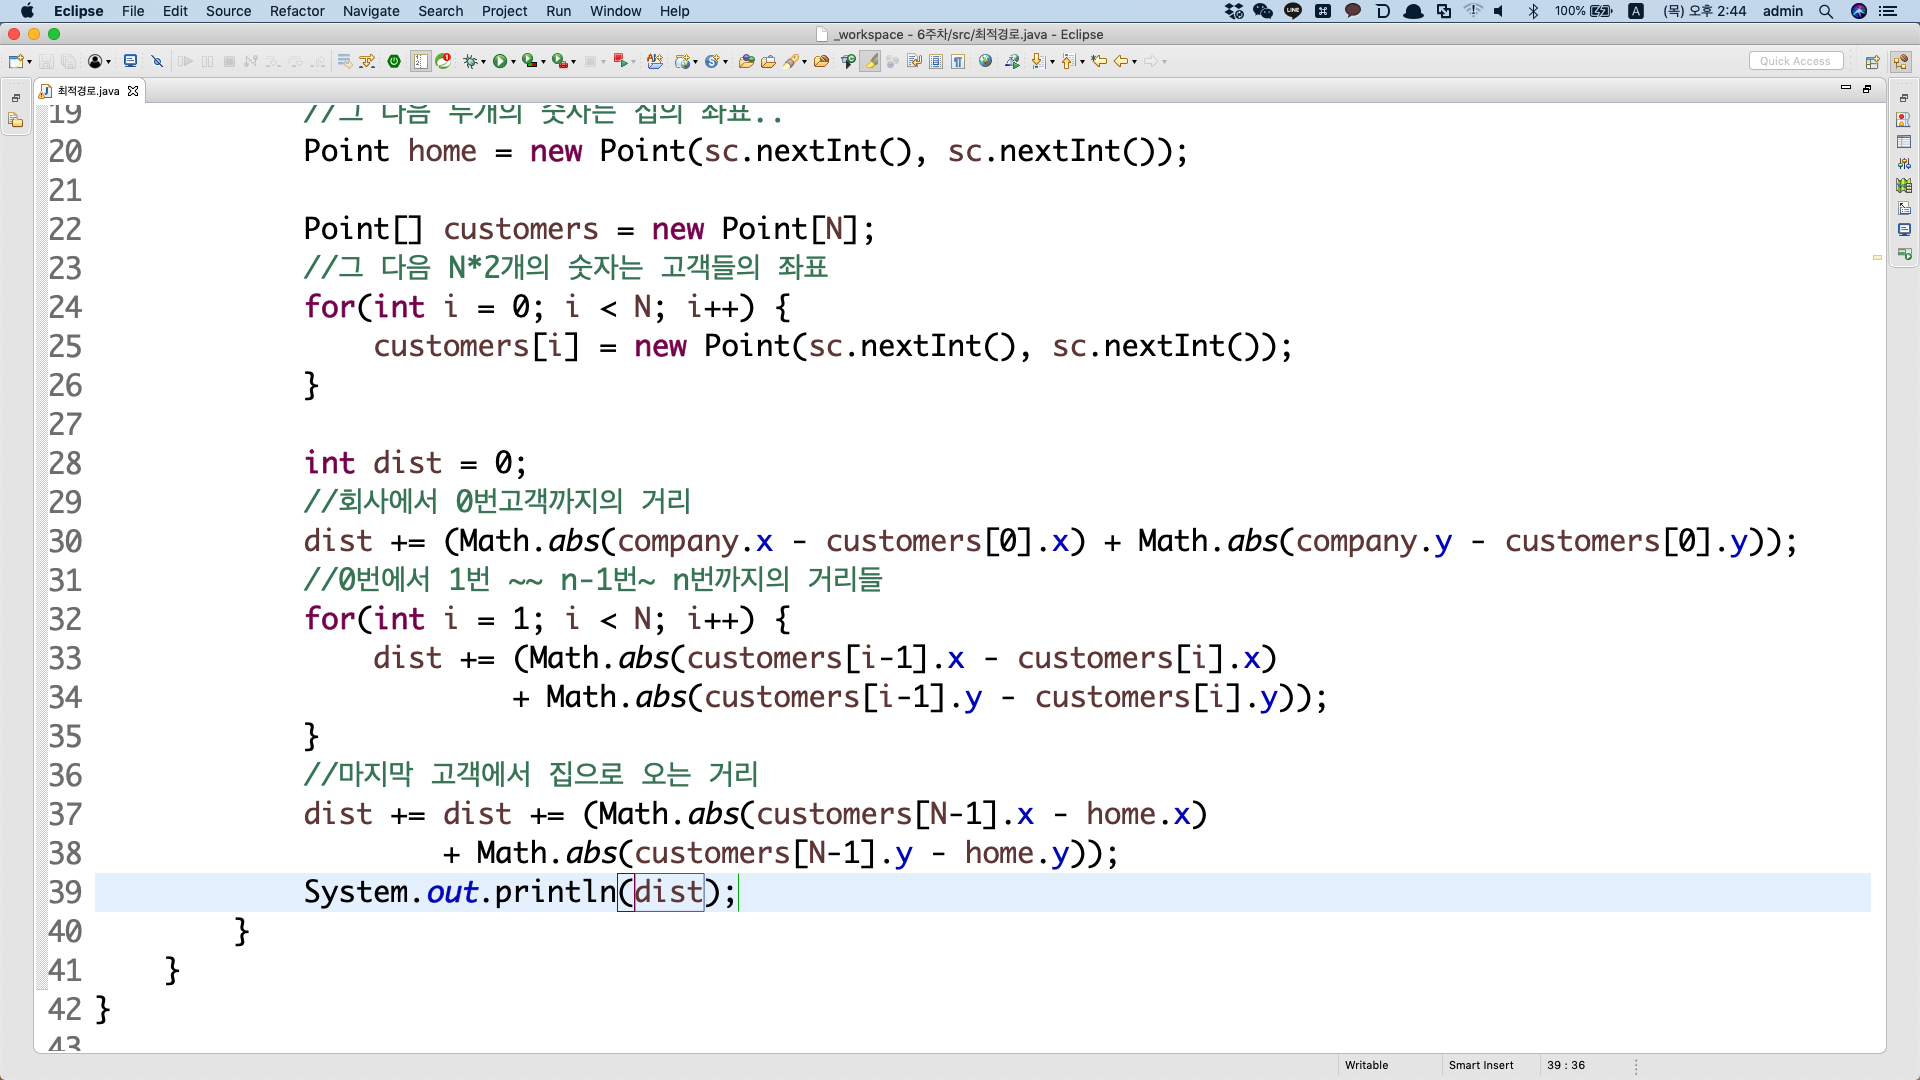 Eclipse File Edit Source Refactor Navigate Search Project Run Window Help 100% A (목) 오후 2:44 admin
_workspace - 6주차/src/최적경로.java - Eclipse
Quick Access
최적경로.java
19 //그 다음 두개의 숫자는 집의 좌표..
20 Point home = new Point(sc.nextInt(), sc.nextInt());
21
22 Point[] customers = new Point[N];
23 //그 다음 N*2개의 숫자는 고객들의 좌표
24 for(int i = 0; i < N; i++) {
25 customers[i] = new Point(sc.nextInt(), sc.nextInt());
26 }
27
28 int dist = 0;
29 //회사에서 0번고객까지의 거리
30 dist += (Math.abs(company.x - customers[0].x) + Math.abs(company.y - customers[0].y));
31 //0번에서 1번 ~~ n-1번~ n번까지의 거리들
32 for(int i = 1; i < N; i++) {
33 dist += (Math.abs(customers[i-1].x - customers[i].x)
34 + Math.abs(customers[i-1].y - customers[i].y));
35 }
36 //마지막 고객에서 집으로 오는 거리
37 dist += dist += (Math.abs(customers[N-1].x - home.x)
38 + Math.abs(customers[N-1].y - home.y));
39 System.out.println(dist);
40 }
41 }
42 }
43
Writable Smart Insert 39 : 36